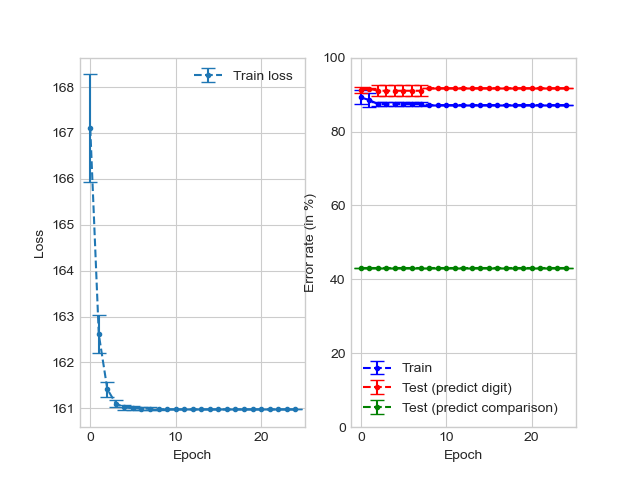 Train loss
168
167
166
165
164
163
162
161
0
10
20
Loss
Epoch
100
80
60
40
20
0
0
10
20
Error rate (in %)
Epoch
Train
Test (predict digit)
Test (predict comparison)